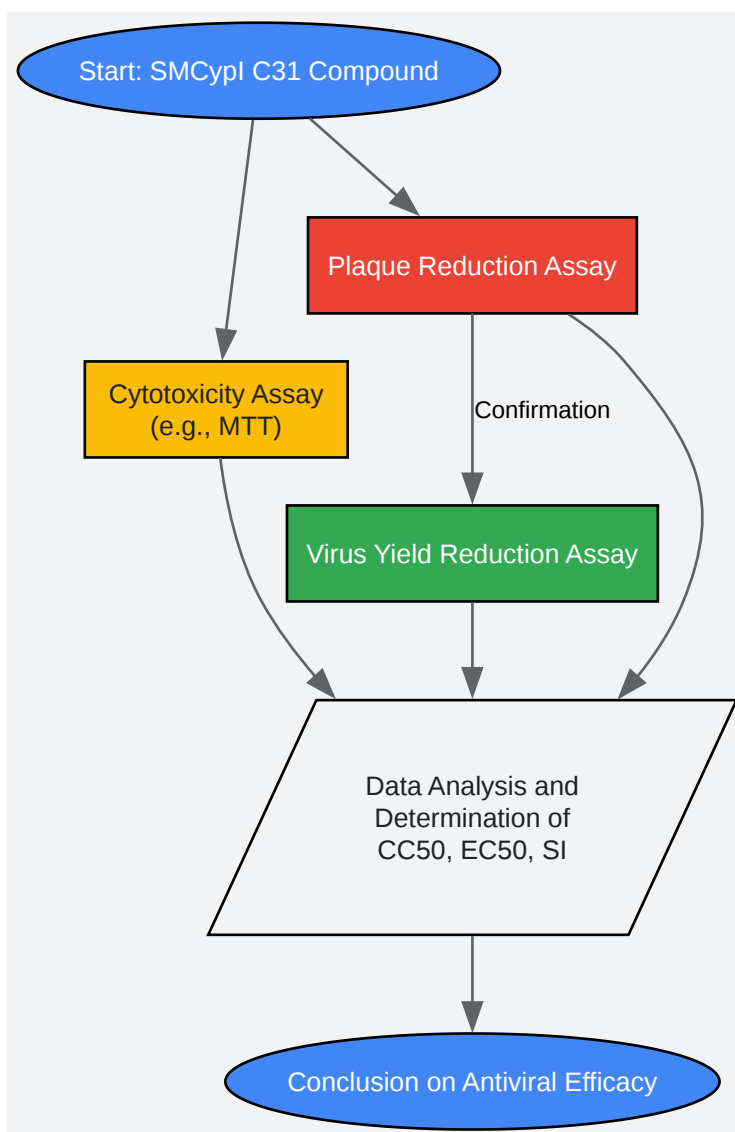 Start: SMCypI C31 Compound
Plaque Reduction Assay
Cytotoxicity Assay
(e.g., MTT)
Confirmation
Virus Yield Reduction Assay
Data Analysis and
Determination of
CC50, EC50, SI
Conclusion on Antiviral Efficacy